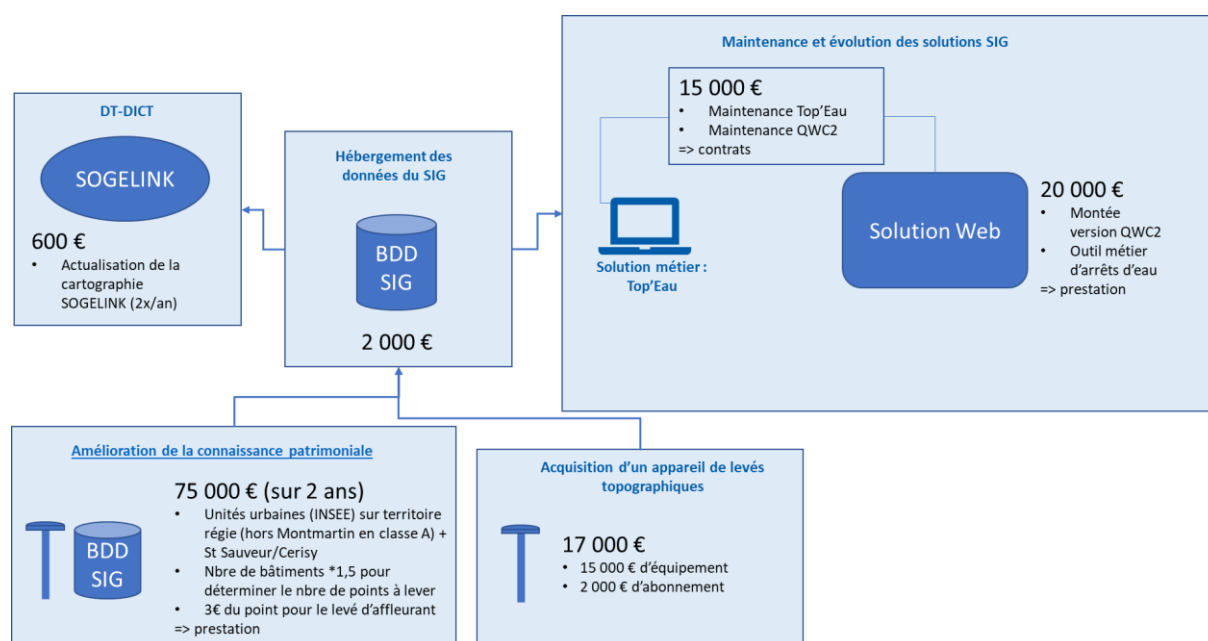 Maintenance et évolution des solutions SIG
15 000 €
• Maintenance Top’Eau
• Maintenance QWC2
=> contrats
DT-DICT
SOGELINK
600 €
• Actualisation de la
cartographie
SOGELINK (2x/an)
Hébergement des
données du SIG
BDD
SIG
2 000 €
Solution métier :
Top’Eau
Solution Web
20 000 €
• Montée
version QWC2
• Outil métier
d’arrêts d’eau
=> prestation
Amélioration de la connaissance patrimoniale
BDD
SIG
75 000 € (sur 2 ans)
• Unités urbaines (INSEE) sur territoire
régie (hors Montmartin en classe A) +
St Sauveur/Cerisy
• Nbre de bâtiments *1,5 pour
déterminer le nbre de points à lever
• 3€ du point pour le levé d’affleurant
=> prestation
Acquisition d’un appareil de levés
topographiques
17 000 €
• 15 000 € d’équipement
• 2 000 € d’abonnement